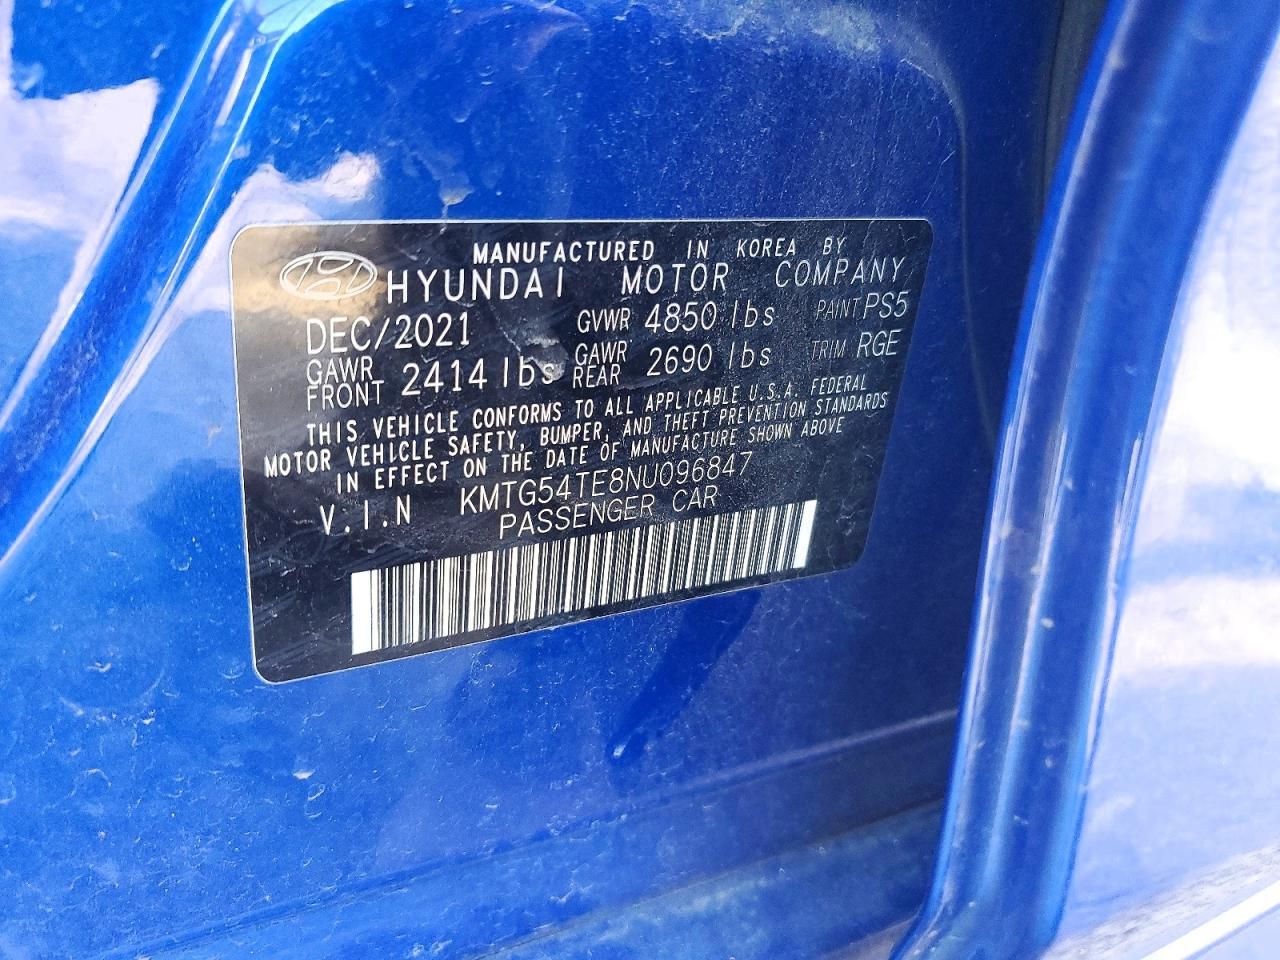 MANUFACTURED IN KOREA BY
HYUNDAI MOTOR COMPANY
DEC/2021 GVWR 4850 lbs PAINT PS5
GAWR FRONT 2414 lbs GAWR REAR 2690 lbs TRIM RGE
THIS VEHICLE CONFORMS TO ALL APPLICABLE U.S.A. FEDERAL
MOTOR VEHICLE SAFETY, BUMPER, AND THEFT PREVENTION STANDARDS
IN EFFECT ON THE DATE OF MANUFACTURE SHOWN ABOVE
V.I.N KMTG54TE8NU096847
PASSENGER CAR